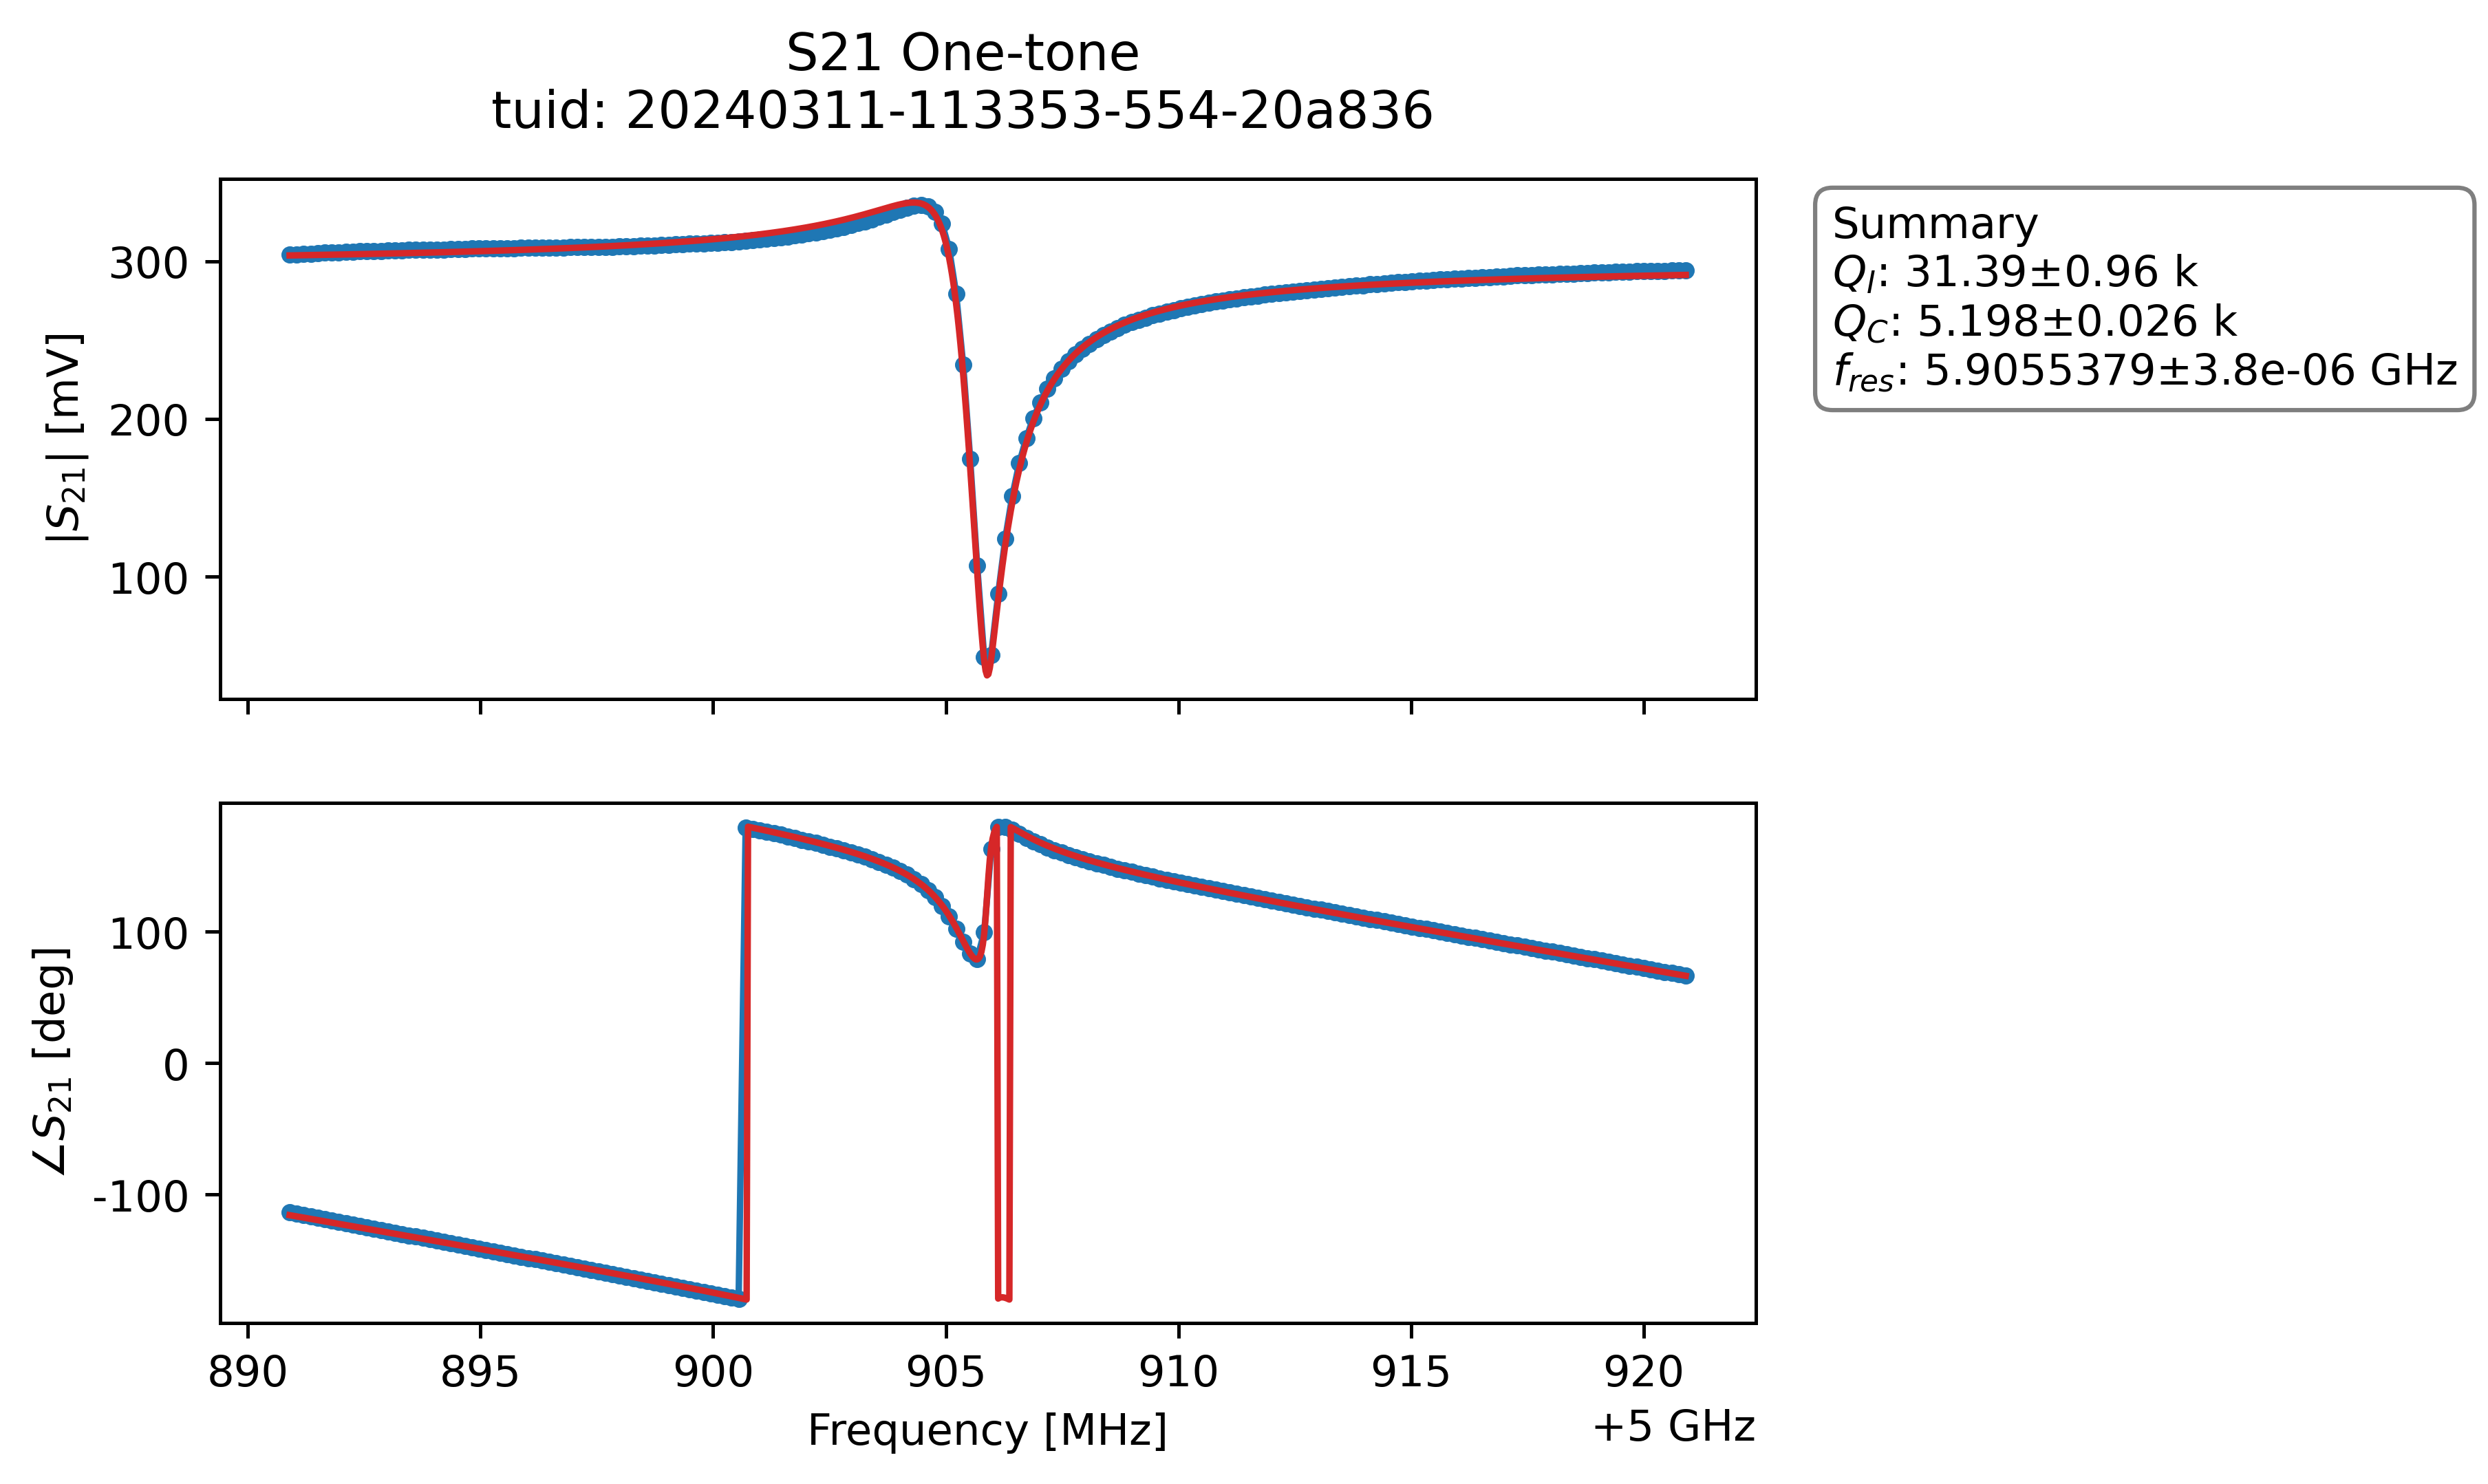 S21 One-tone
tuid: 20240311-113353-554-20a836
|S21| [mV]
300
200
100
Summary
QI: 31.39±0.96 k
QC: 5.198±0.026 k
fres: 5.9055379±3.8e-06 GHz
∠S21 [deg]
100
0
-100
890 895 900 905 910 915 920
Frequency [MHz]
+5 GHz